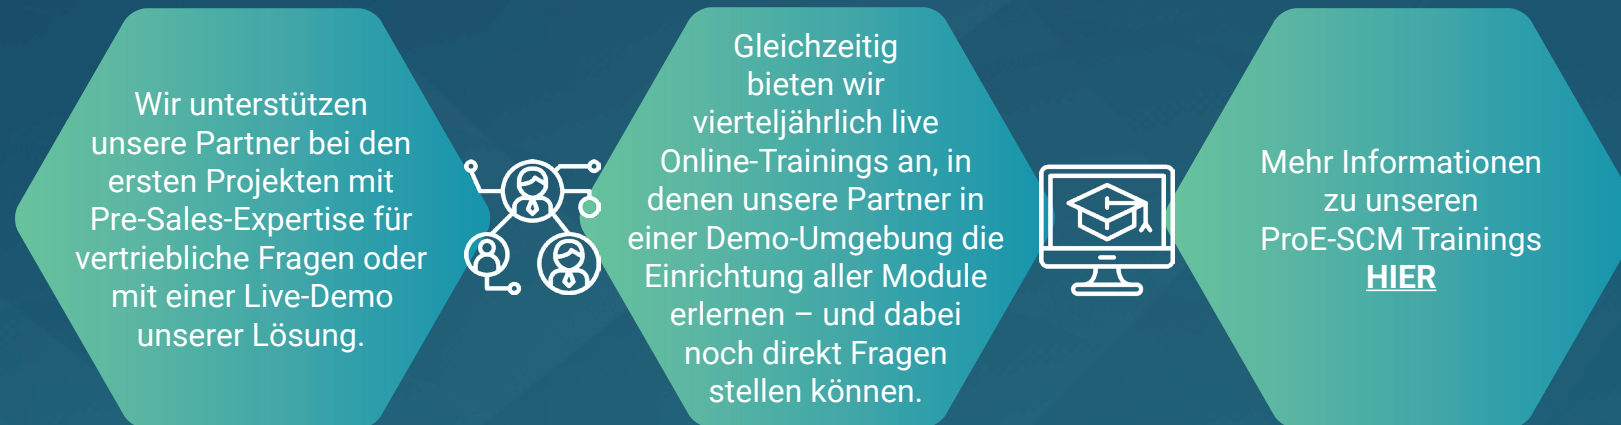 Wir unterstützen
unsere Partner bei den
ersten Projekten mit
Pre-Sales-Expertise für
vertriebliche Fragen oder
mit einer Live-Demo
unserer Lösung.
Gleichzeitig
bieten wir
vierteljährlich live
Online-Trainings an, in
denen unsere Partner in
einer Demo-Umgebung die
Einrichtung aller Module
erlernen – und dabei
noch direkt Fragen
stellen können.
Mehr Informationen
zu unseren
ProE-SCM Trainings
HIER